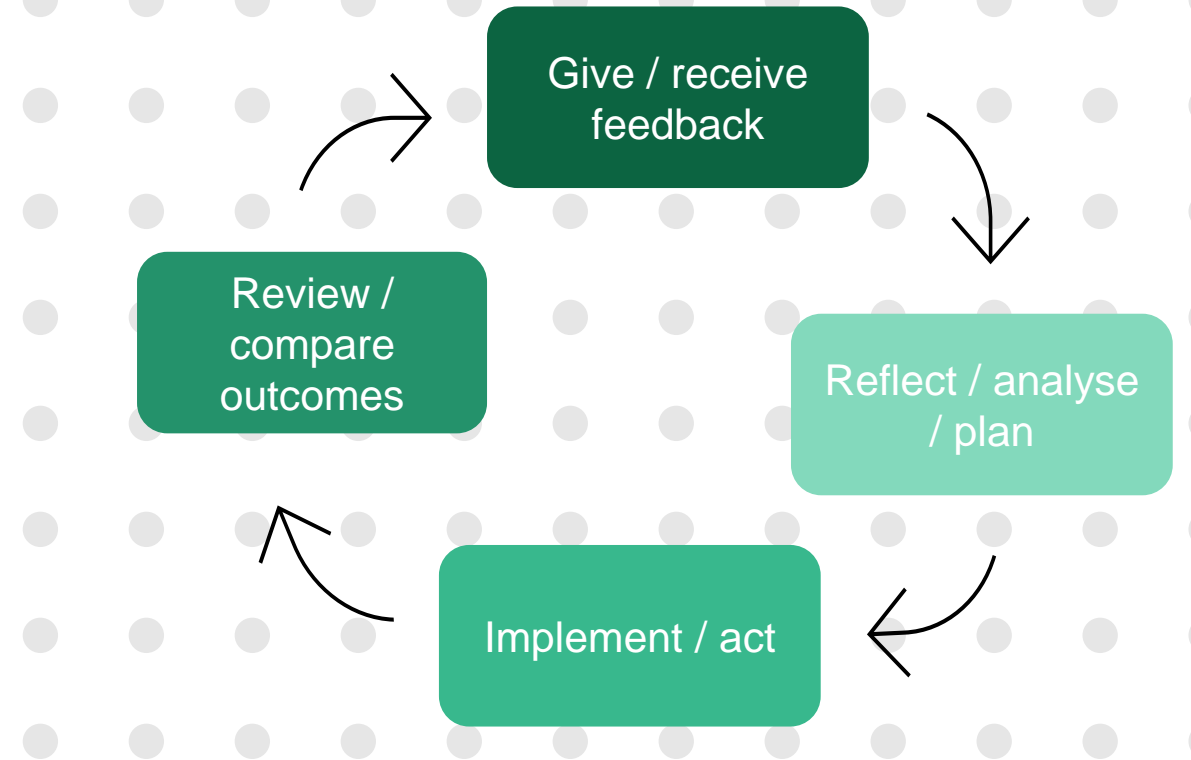 Give / receive
feedback
Reflect / analyse
/ plan
Implement / act
Review /
compare
outcomes